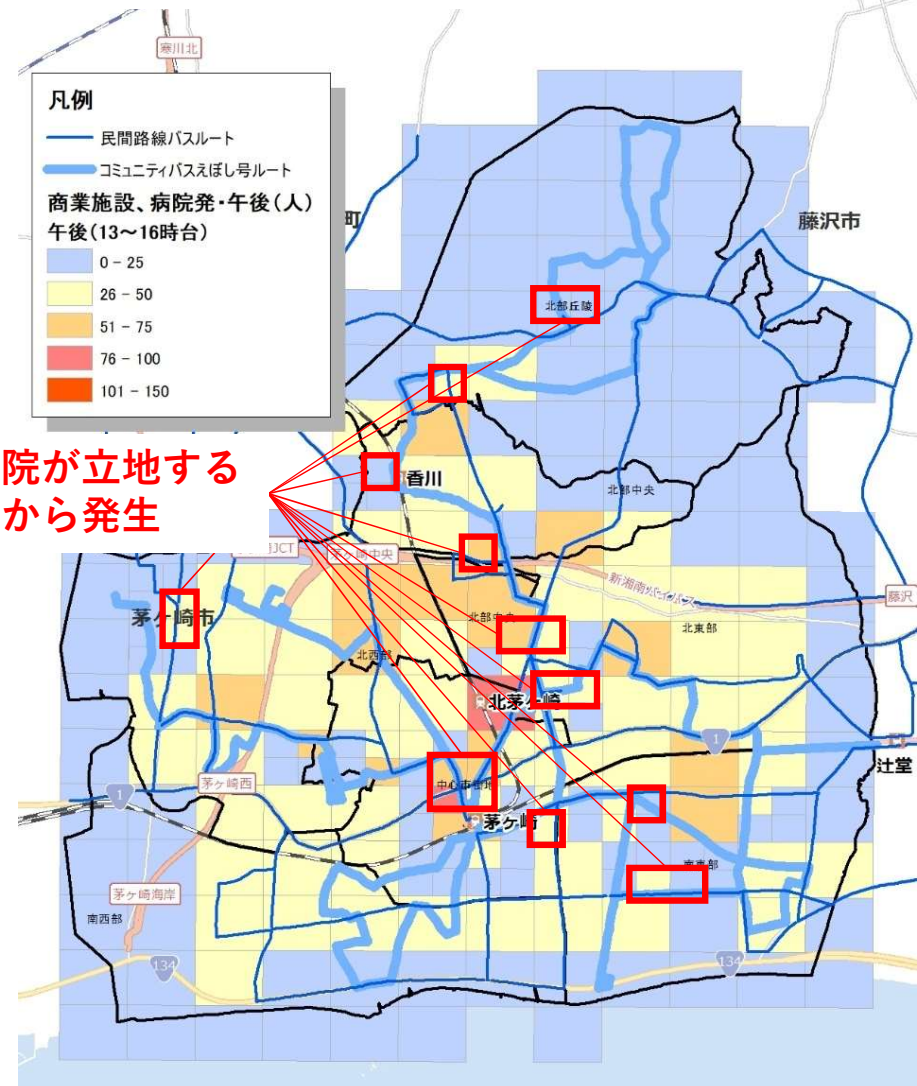 寒川北
凡例
民間路線バスルート
コミュニティバスえぼし号ルート
商業施設、病院発・午後(人)
午後(13～16時台)
0 - 25
26 - 50
51 - 75
76 - 100
101 - 150
町
藤沢市
北部丘陵
院が立地する
から発生
香川
北部中央
JCT
茅ヶ崎中央
新湘南バイパス
藤沢
茅ヶ崎市
北部中央
北東部
北西部
北茅ヶ崎
1
辻堂
茅ヶ崎西
中心市街地
1
茅ヶ崎
南東部
茅ヶ崎海岸
南西部
134
134